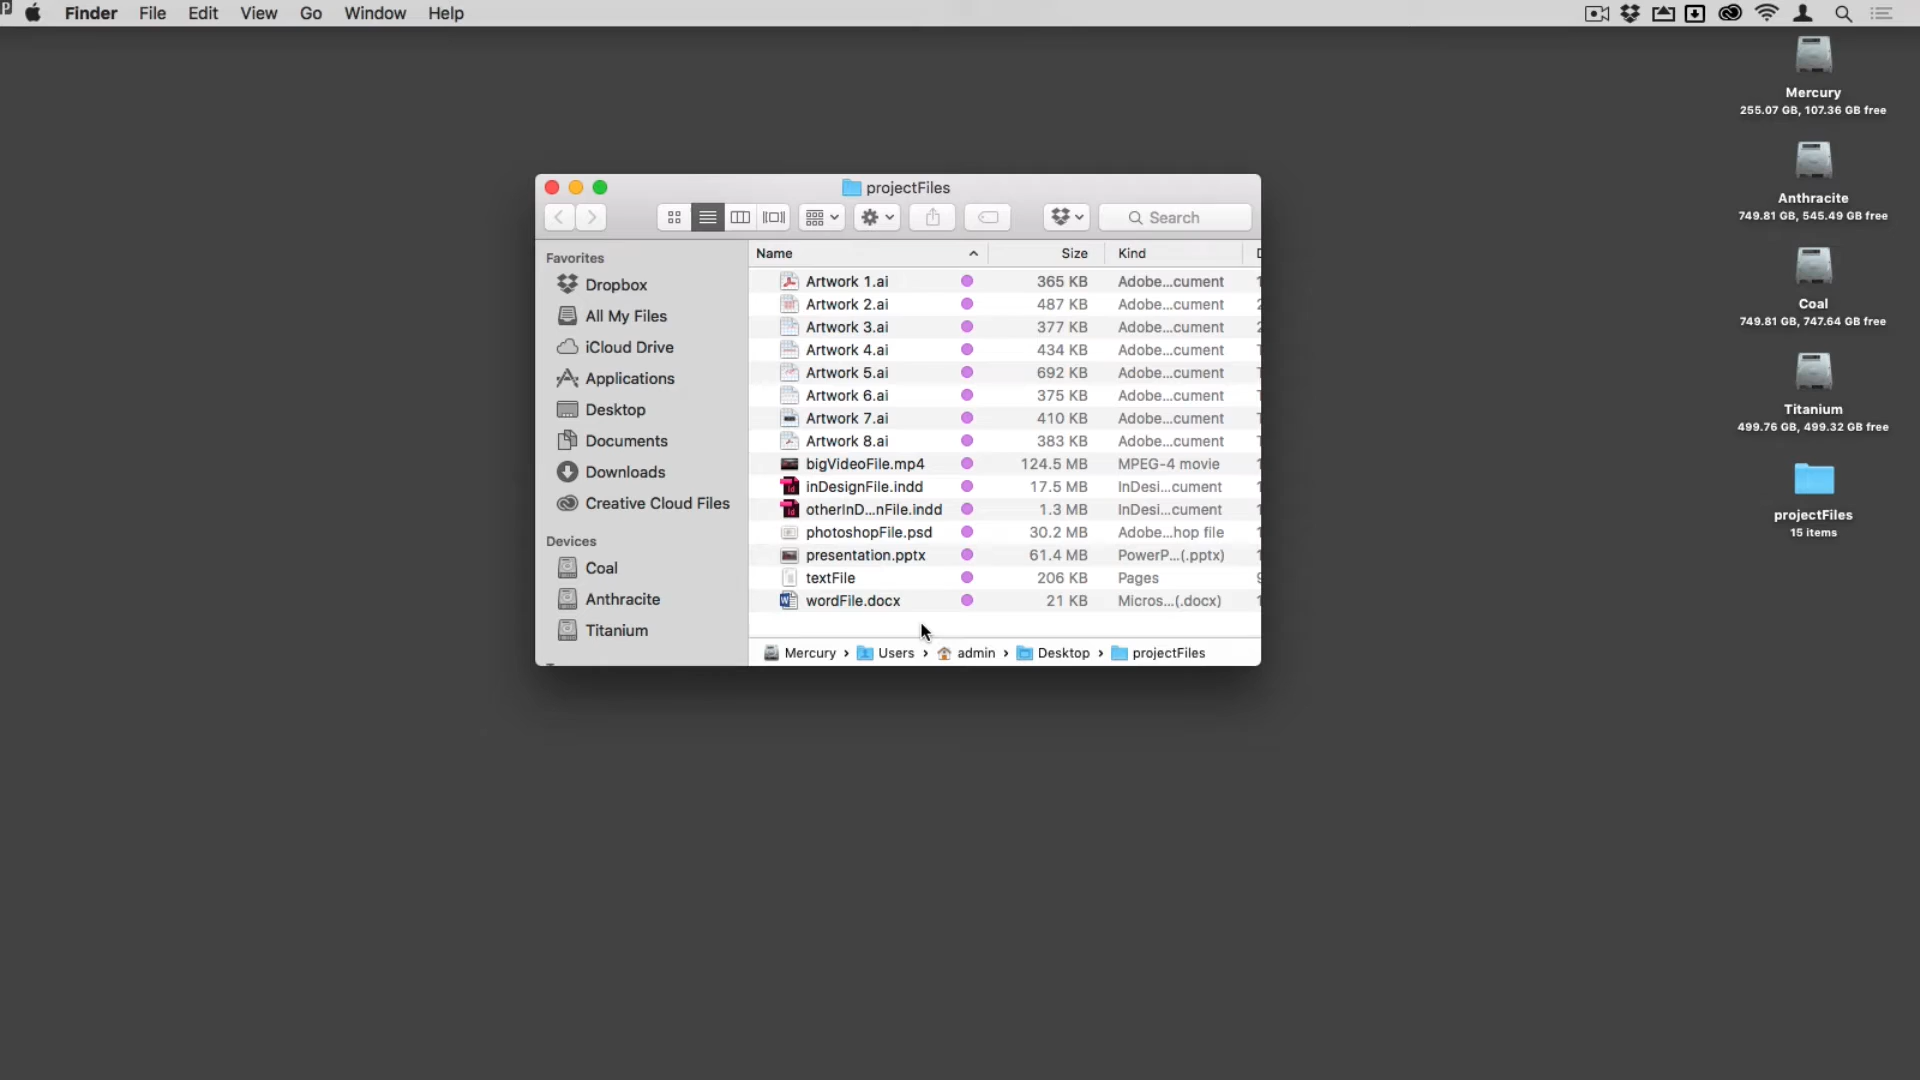 Finder File Edit View Go Window Help
Mercury
255.07 GB, 107.36 GB free
Anthracite
749.81 GB, 545.49 GB free
Coal
749.81 GB, 747.64 GB free
Titanium
499.76 GB, 499.32 GB free
projectFiles
15 items
projectFiles
Search
Favorites
Dropbox
All My Files
iCloud Drive
Applications
Desktop
Documents
Downloads
Creative Cloud Files
Devices
Coal
Anthracite
Titanium
Name Size Kind
Artwork 1.ai 365 KB Adobe...cument
Artwork 2.ai 487 KB Adobe...cument
Artwork 3.ai 377 KB Adobe...cument
Artwork 4.ai 434 KB Adobe...cument
Artwork 5.ai 692 KB Adobe...cument
Artwork 6.ai 375 KB Adobe...cument
Artwork 7.ai 410 KB Adobe...cument
Artwork 8.ai 383 KB Adobe...cument
bigVideoFile.mp4 124.5 MB MPEG-4 movie
inDesignFile.indd 17.5 MB InDesi...cument
otherInD...nFile.indd 1.3 MB InDesi...cument
photoshopFile.psd 30.2 MB Adobe...hop file
presentation.pptx 61.4 MB PowerP...(.pptx)
textFile 206 KB Pages
wordFile.docx 21 KB Micros...(.docx)
Mercury › Users › admin › Desktop › projectFiles